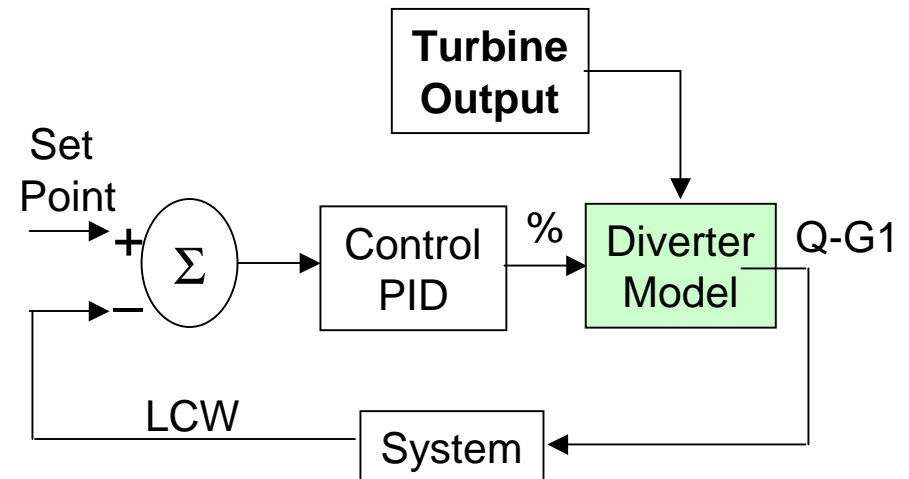 Turbine
Output
Set
Point
+
Σ
Control
PID
%
Diverter
Model
Q-G1
−
LCW
System